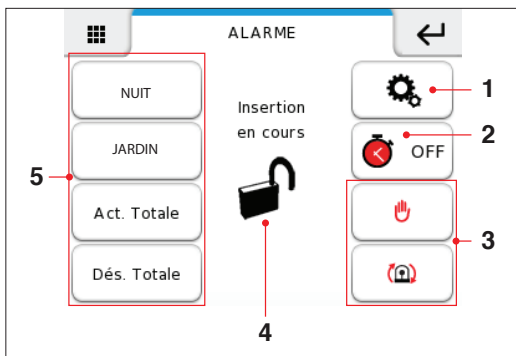 ALARME
NUIT
JARDIN
Act. Totale
Dés. Totale
Insertion
en cours
OFF
1
2
3
4
5